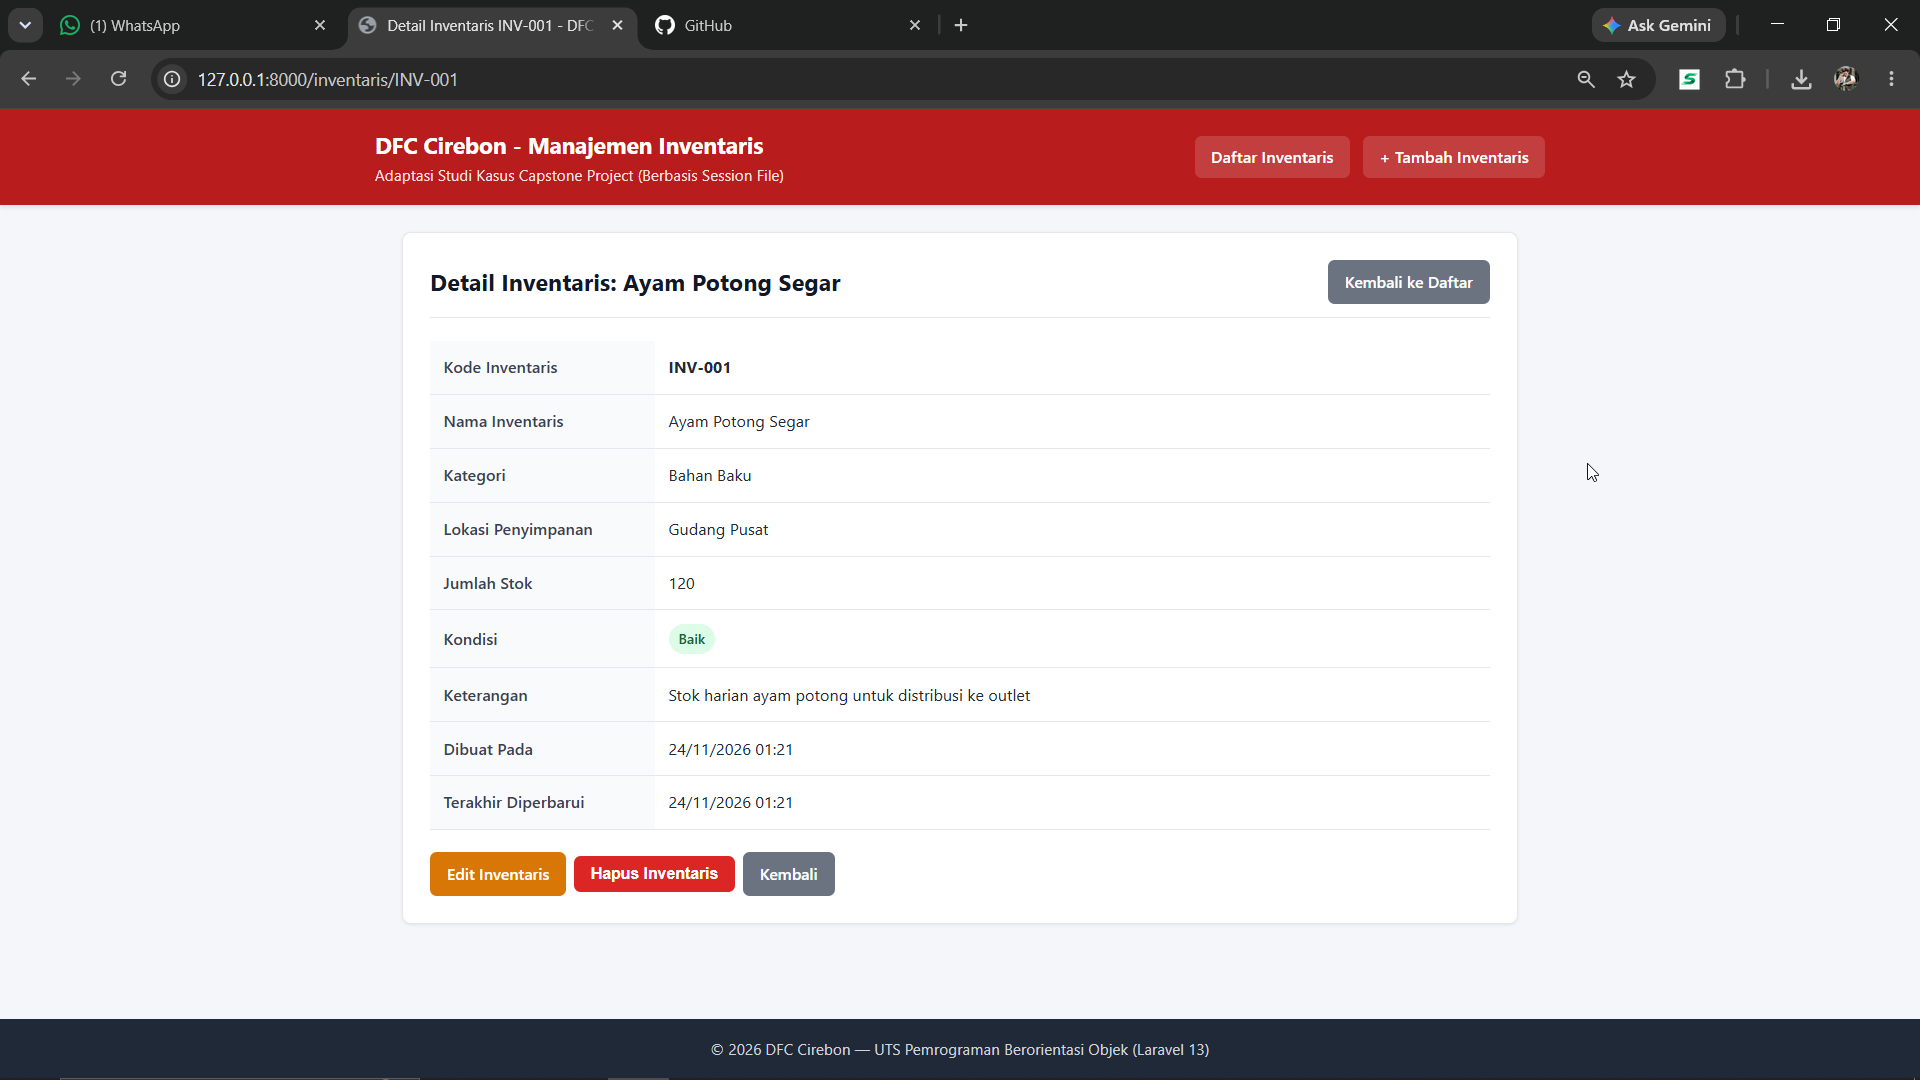 (1) WhatsApp
Detail Inventaris INV-001 - DFC
GitHub
Ask Gemini
127.0.0.1:8000/inventaris/INV-001
DFC Cirebon - Manajemen Inventaris
Adaptasi Studi Kasus Capstone Project (Berbasis Session File)
Daftar Inventaris
+ Tambah Inventaris
Detail Inventaris: Ayam Potong Segar
Kembali ke Daftar
Kode Inventaris INV-001
Nama Inventaris Ayam Potong Segar
Kategori Bahan Baku
Lokasi Penyimpanan Gudang Pusat
Jumlah Stok 120
Kondisi Baik
Keterangan Stok harian ayam potong untuk distribusi ke outlet
Dibuat Pada 24/11/2026 01:21
Terakhir Diperbarui 24/11/2026 01:21
Edit Inventaris
Hapus Inventaris
Kembali
© 2026 DFC Cirebon — UTS Pemrograman Berorientasi Objek (Laravel 13)